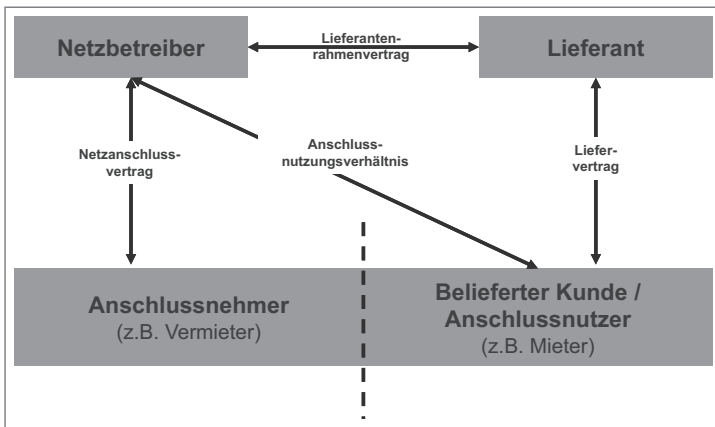 Netzbetreiber
Lieferanten-
rahmenvertrag
Lieferant
Netzanschluss-
vertrag
Anschluss-
nutzungsverhältnis
Liefer-
vertrag
Anschlussnehmer
(z.B. Vermieter)
Belieferter Kunde /
Anschlussnutzer
(z.B. Mieter)